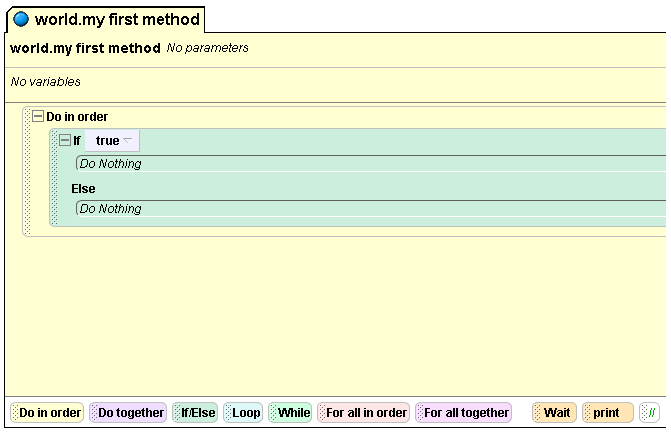 world.my first method
world.my first method No parameters
No variables
Do in order
If true
Do Nothing
Else
Do Nothing
Do in order Do together If/Else Loop While For all in order For all together Wait print //